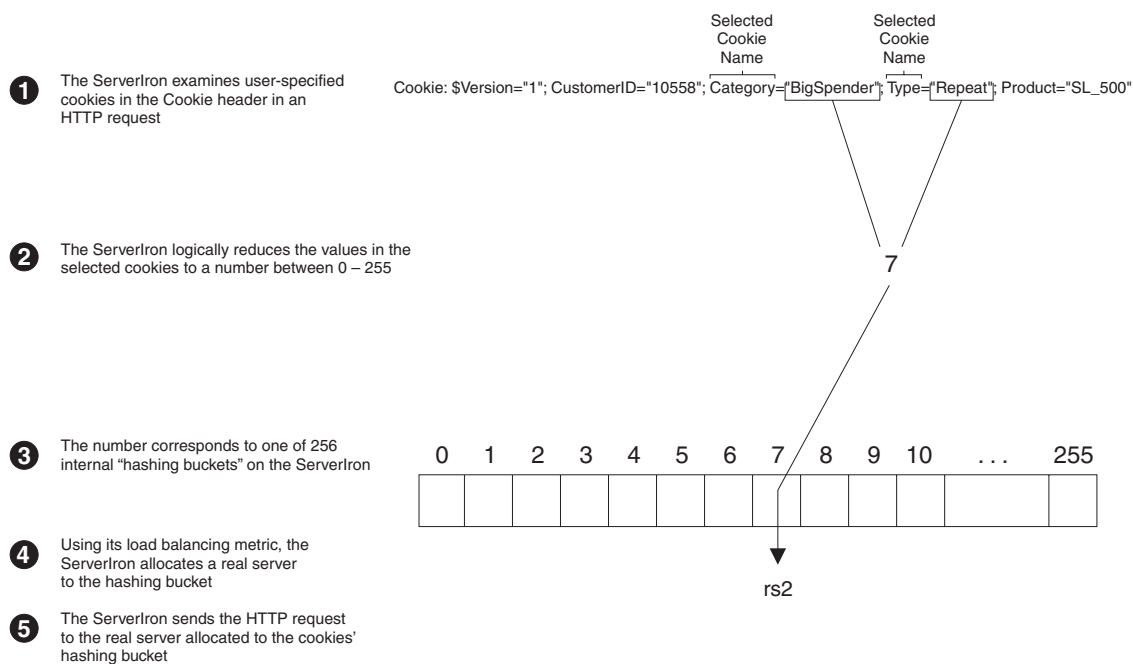 Selected
Cookie
Name
Selected
Cookie
Name
1
The ServerIron examines user-specified
cookies in the Cookie header in an
HTTP request
Cookie: $Version="1"; CustomerID="10558"; Category="BigSpender"; Type="Repeat"; Product="SL_500"
2
The ServerIron logically reduces the values in the
selected cookies to a number between 0 – 255
7
3
The number corresponds to one of 256
internal “hashing buckets” on the ServerIron
0 1 2 3 4 5 6 7 8 9 10 . . . 255
4
Using its load balancing metric, the
ServerIron allocates a real server
to the hashing bucket
rs2
5
The ServerIron sends the HTTP request
to the real server allocated to the cookies’
hashing bucket